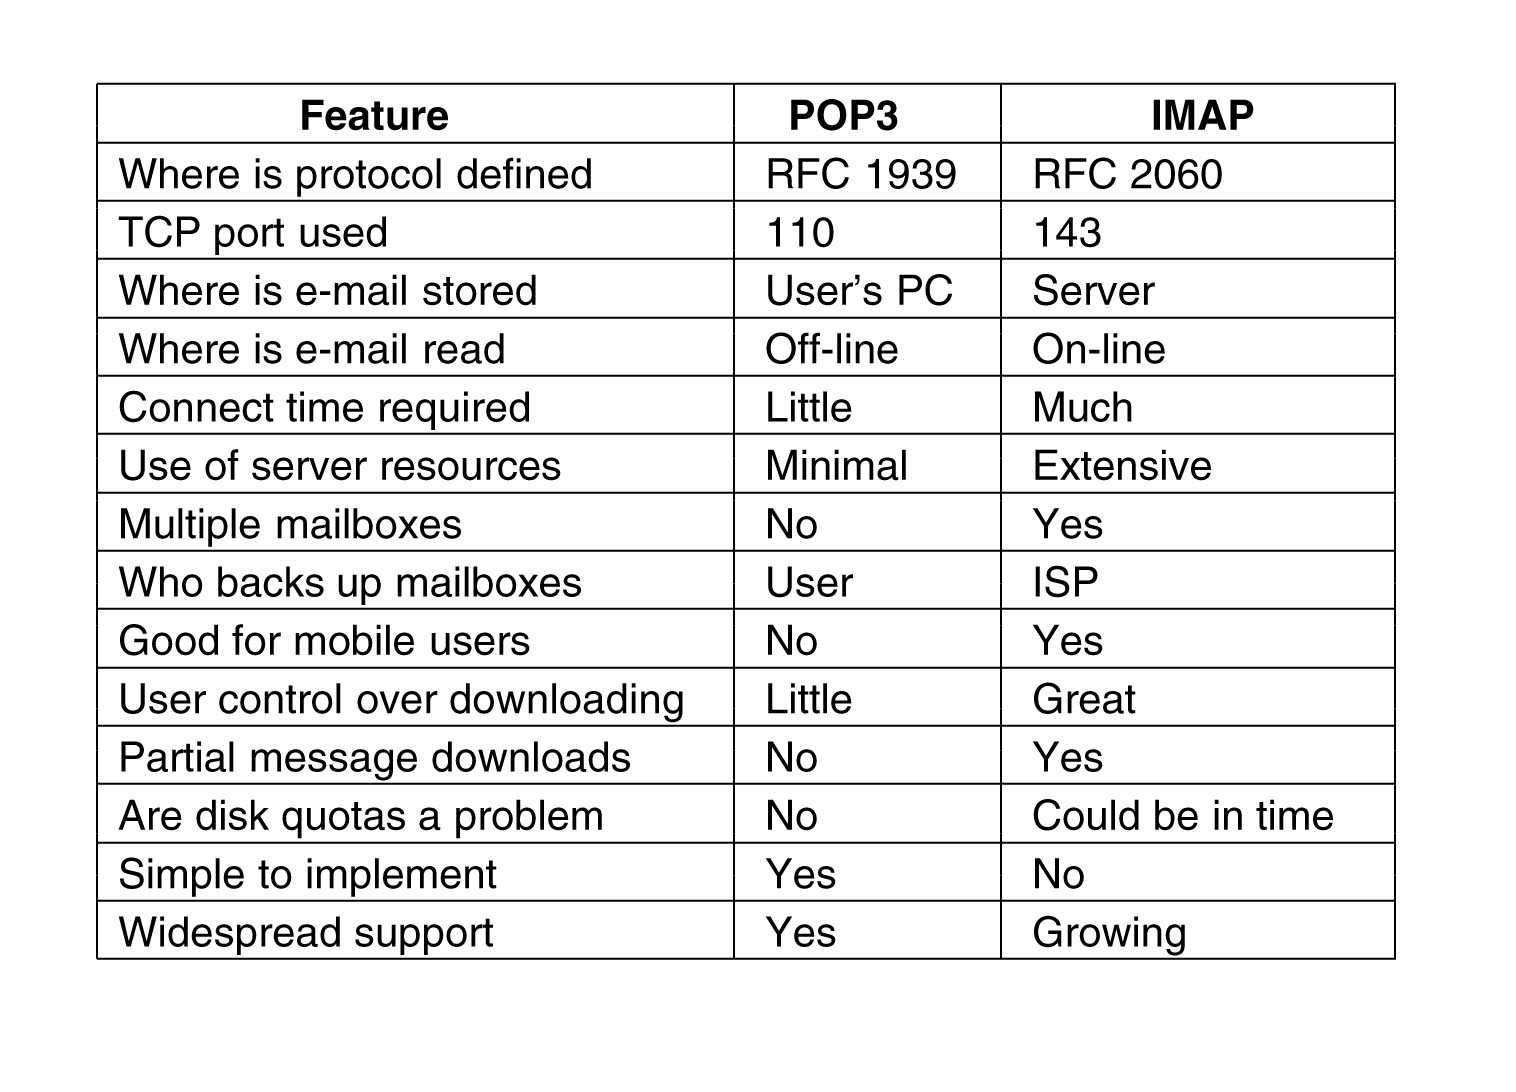 Feature POP3 IMAP
Where is protocol defined RFC 1939 RFC 2060
TCP port used 110 143
Where is e-mail stored User’s PC Server
Where is e-mail read Off-line On-line
Connect time required Little Much
Use of server resources Minimal Extensive
Multiple mailboxes No Yes
Who backs up mailboxes User ISP
Good for mobile users No Yes
User control over downloading Little Great
Partial message downloads No Yes
Are disk quotas a problem No Could be in time
Simple to implement Yes No
Widespread support Yes Growing